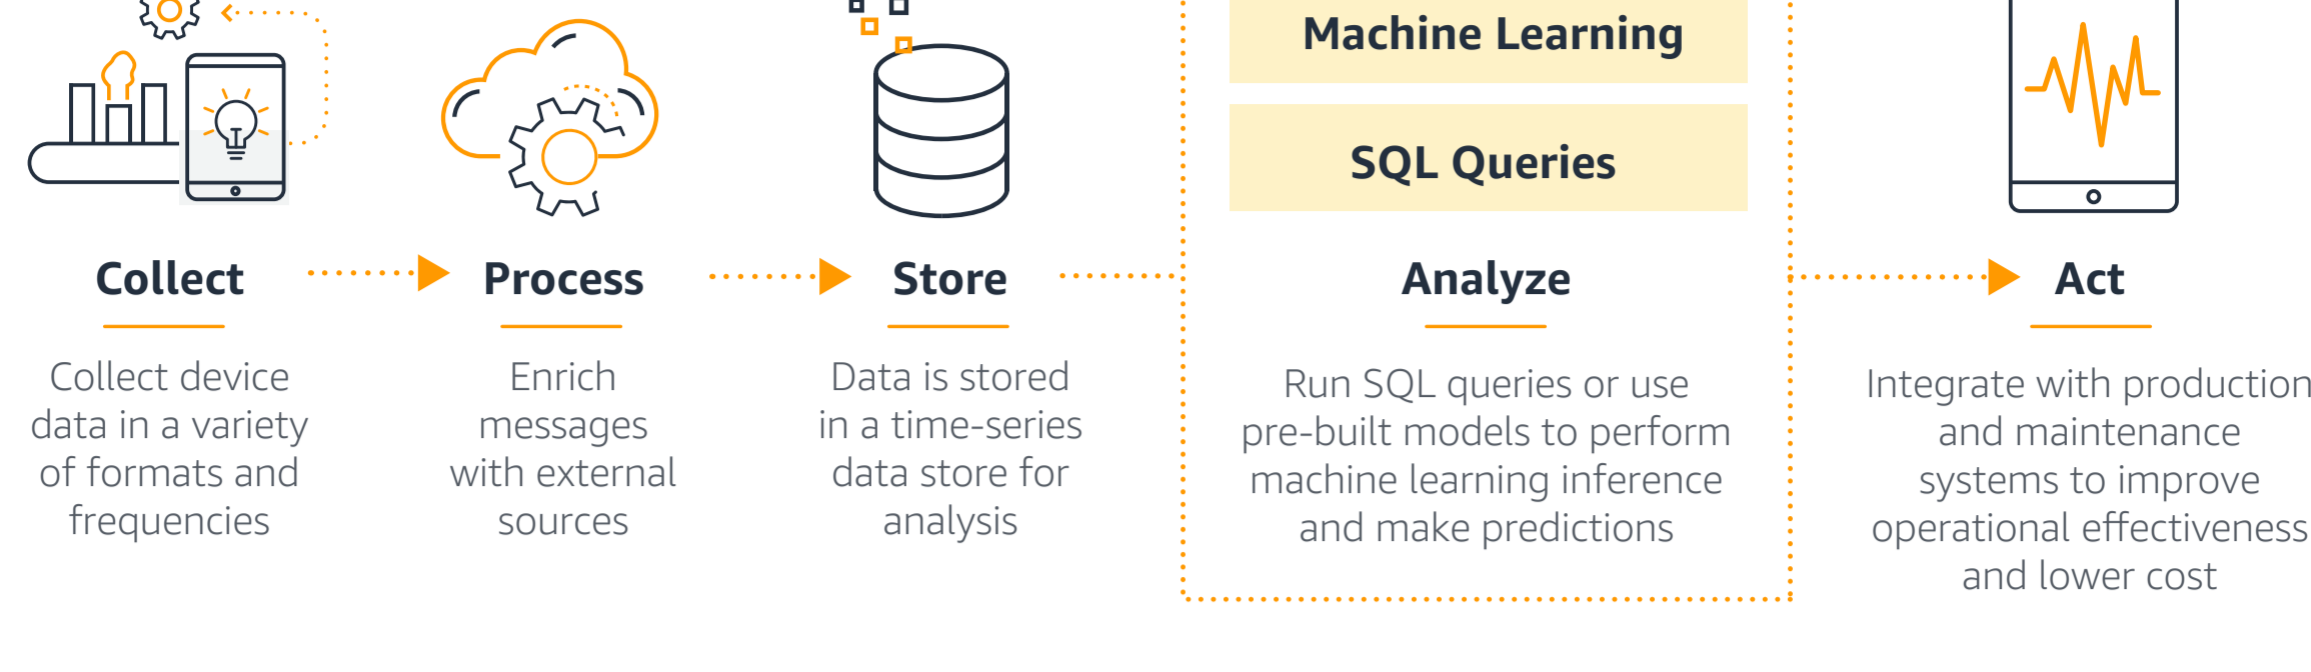 Machine Learning
SQL Queries
Collect
Process
Store
Analyze
Act
Collect device
data in a variety
of formats and
frequencies
Enrich
messages
with external
sources
Data is stored
in a time-series
data store for
analysis
Run SQL queries or use
pre-built models to perform
machine learning inference
and make predictions
Integrate with production
and maintenance
systems to improve
operational effectiveness
and lower cost